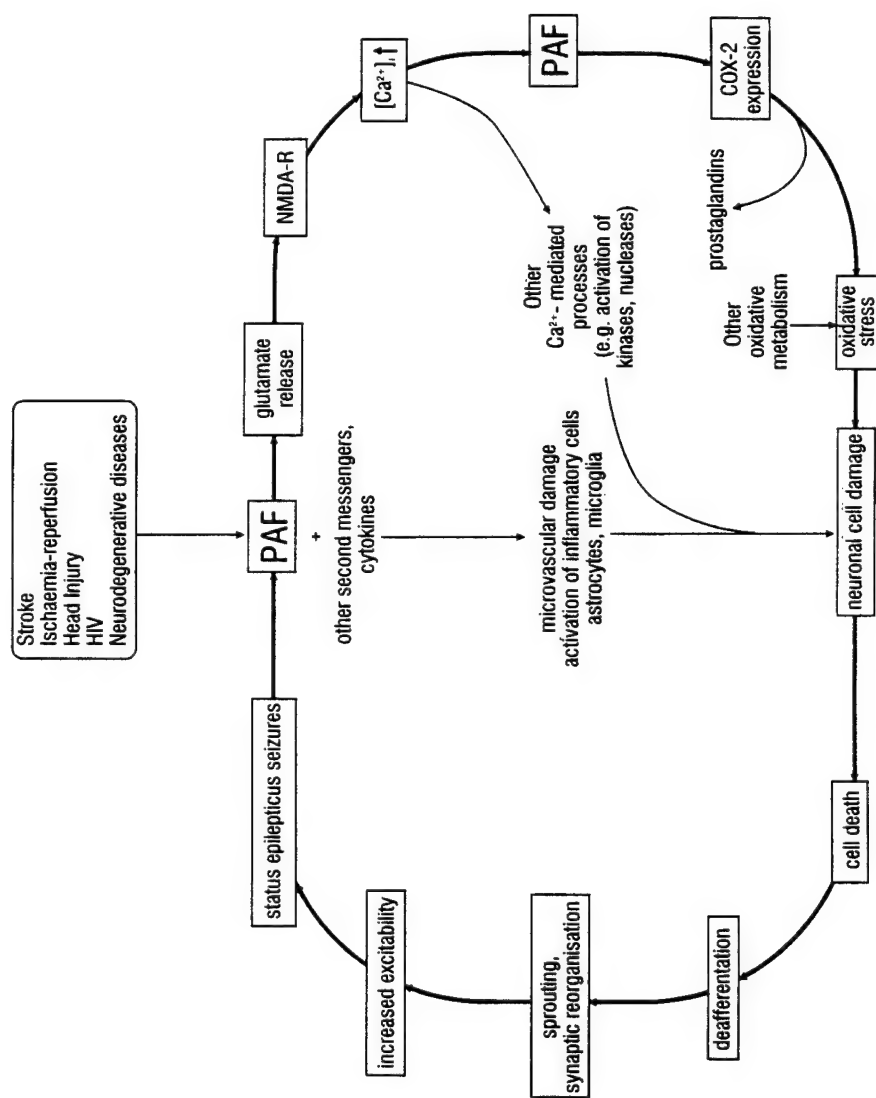 Stroke
Ischaemia-reperfusion
Head Injury
HIV
Neurodegenerative diseases
status epilepticus seizures
PAF
+
other second messengers,
cytokines
glutamate
release
NMDA-R
[Ca²⁺]ᵢ↑
PAF
COX-2
expression
prostaglandins
Other
oxidative
metabolism
oxidative
stress
Other
Ca²⁺- mediated
processes
(e.g. activation of
kinases, nucleases)
microvascular damage
activation of inflammatory cells
astrocytes, microglia
neuronal cell damage
cell death
deafferentation
sprouting,
synaptic reorganisation
increased excitability